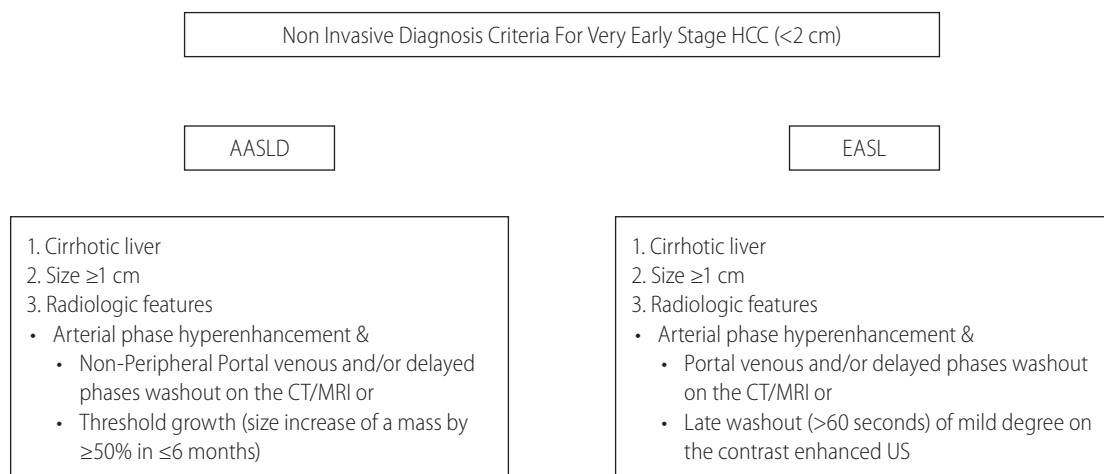 Non Invasive Diagnosis Criteria For Very Early Stage HCC (<2 cm)
AASLD
1. Cirrhotic liver
2. Size ≥1 cm
3. Radiologic features
• Arterial phase hyperenhancement &
• Non-Peripheral Portal venous and/or delayed
phases washout on the CT/MRI or
• Threshold growth (size increase of a mass by
≥50% in ≤6 months)
EASL
1. Cirrhotic liver
2. Size ≥1 cm
3. Radiologic features
• Arterial phase hyperenhancement &
• Portal venous and/or delayed phases washout
on the CT/MRI or
• Late washout (>60 seconds) of mild degree on
the contrast enhanced US